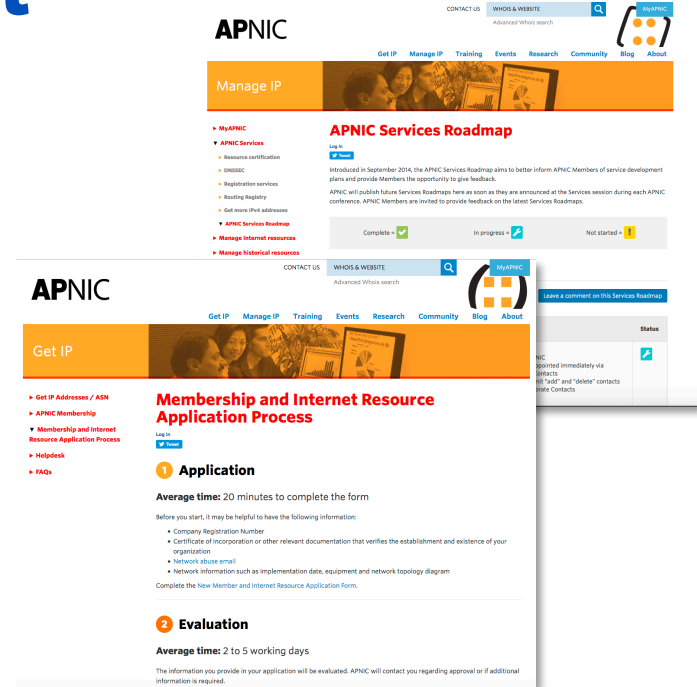 CONTACT US
WHOIS & WEBSITE
MyAPNIC
Advanced Whois search
APNIC
Get IP Manage IP Training Events Research Community Blog About
Manage IP
MyAPNIC
APNIC Services
Resource certification
DNSSEC
Registration services
Routing Registry
Get more IPv4 addresses
APNIC Services Roadmap
Manage Internet resources
Manage historical resources
APNIC Services Roadmap
Log in
Tweet
Introduced in September 2014, the APNIC Services Roadmap aims to better inform APNIC Members of service development
plans and provide Members the opportunity to give feedback.
APNIC will publish future Services Roadmaps here as soon as they are announced at the Services session during each APNIC
conference. APNIC Members are invited to provide feedback on the latest Services Roadmaps.
Complete = In progress = Not started = !
Leave a comment on this Services Roadmap
Status
NIC
ppointed immediately via
Contacts
"add" and "delete" contacts
orate Contacts
CONTACT US
WHOIS & WEBSITE
MyAPNIC
Advanced Whois search
APNIC
Get IP Manage IP Training Events Research Community Blog About
Get IP
Get IP Addresses / ASN
APNIC Membership
Membership and Internet
Resource Application Process
Helpdesk
FAQs
Membership and Internet Resource
Application Process
Log in
Tweet
1 Application
Average time: 20 minutes to complete the form
Before you start, it may be helpful to have the following information:
• Company Registration Number
• Certificate of Incorporation or other relevant documentation that verifies the establishment and existence of your
organization
• Network abuse email
• Network information such as implementation date, equipment and network topology diagram
Complete the New Member and Internet Resource Application Form.
2 Evaluation
Average time: 2 to 5 working days
The information you provide in your application will be evaluated. APNIC will contact you regarding approval or if additional
information is required.